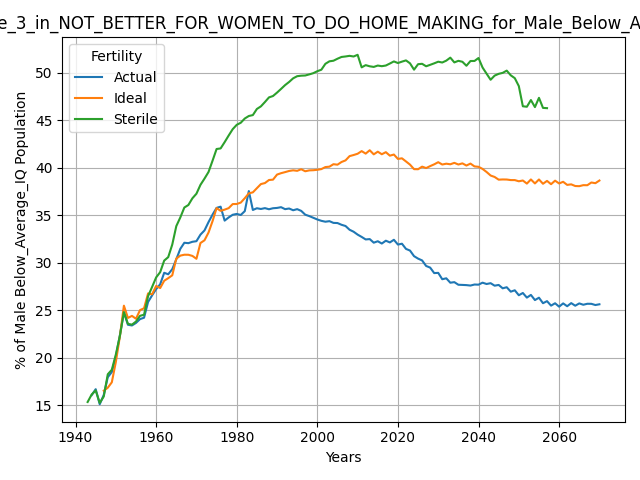 e_3_in_NOT_BETTER_FOR_WOMEN_TO_DO_HOME_MAKING_for_Male_Below_A
Fertility
Actual
Ideal
Sterile
% of Male Below_Average_IQ Population
50
45
40
35
30
25
20
15
1940 1960 1980 2000 2020 2040 2060
Years